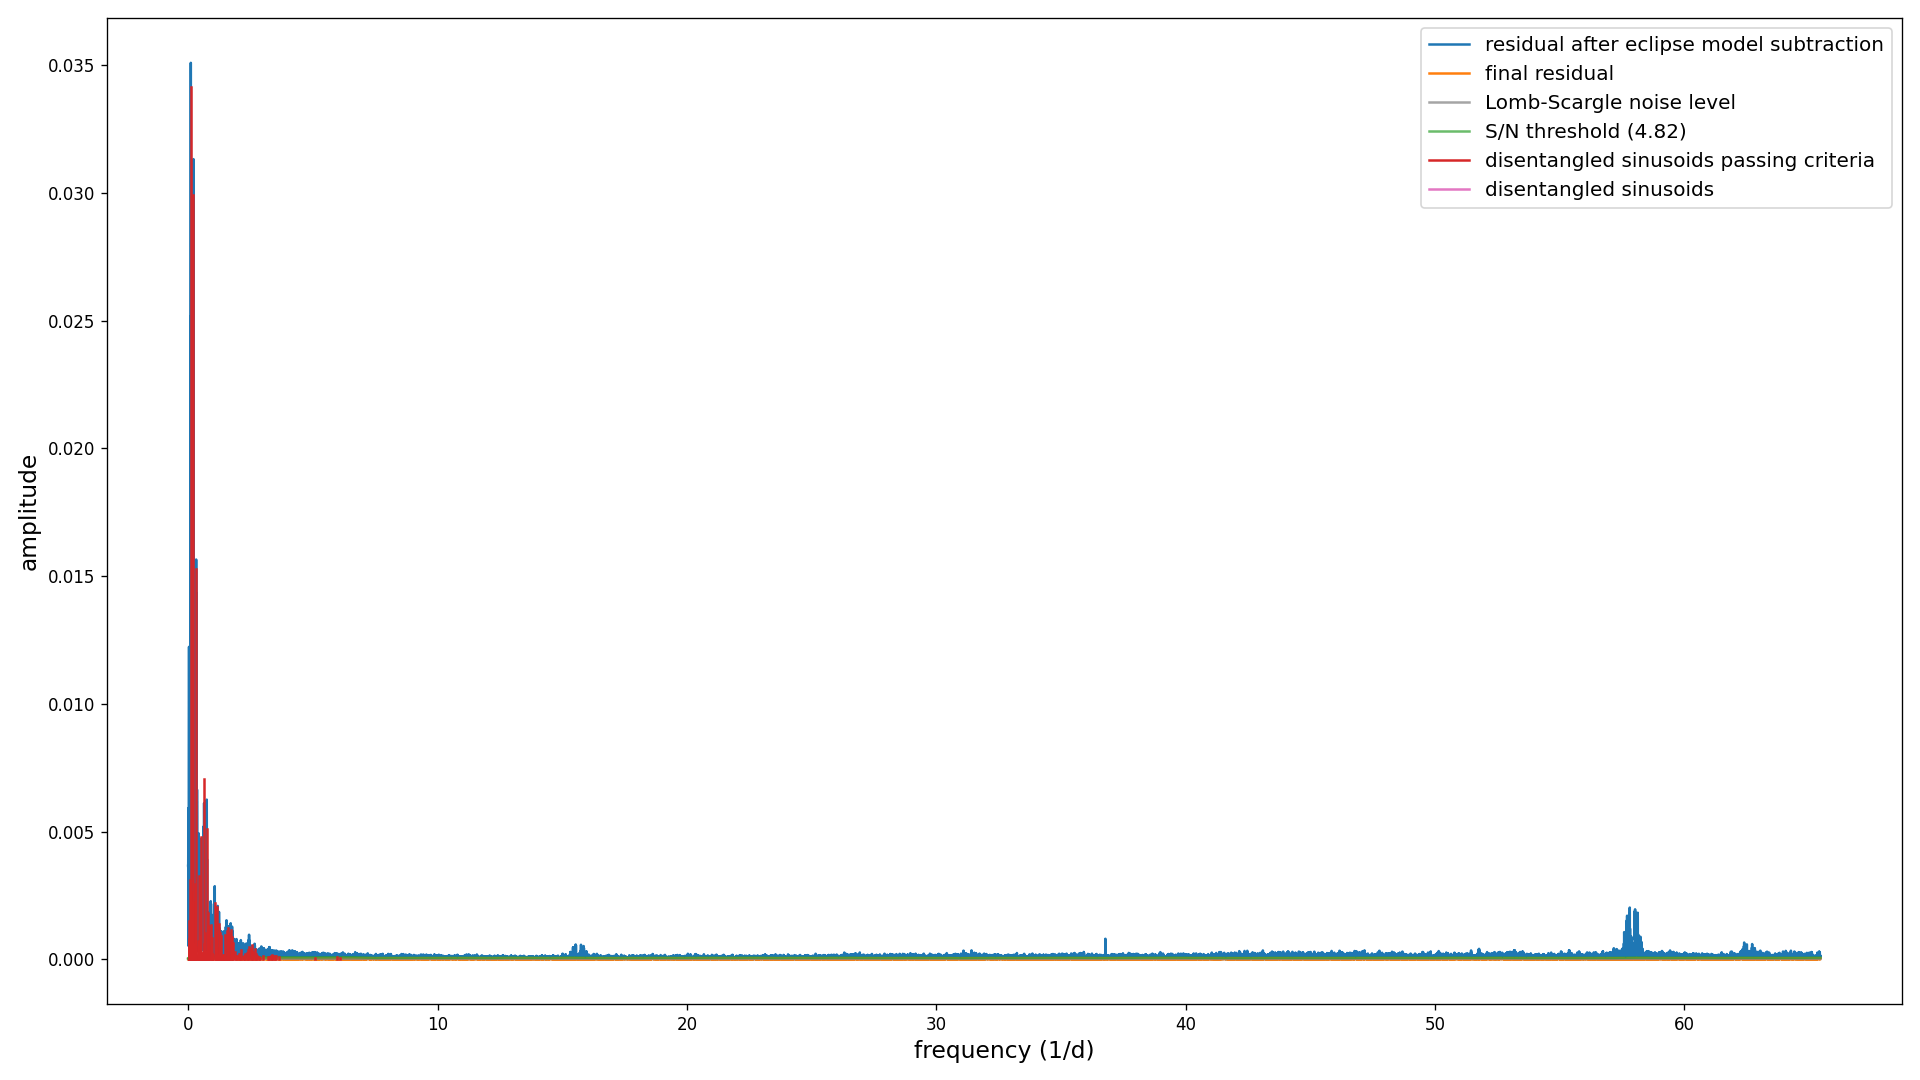 residual after eclipse model subtraction
final residual
Lomb-Scargle noise level
S/N threshold (4.82)
disentangled sinusoids passing criteria
disentangled sinusoids
0.035
0.030
0.025
0.020
0.015
0.010
0.005
0.000
amplitude
0 10 20 30 40 50 60
frequency (1/d)